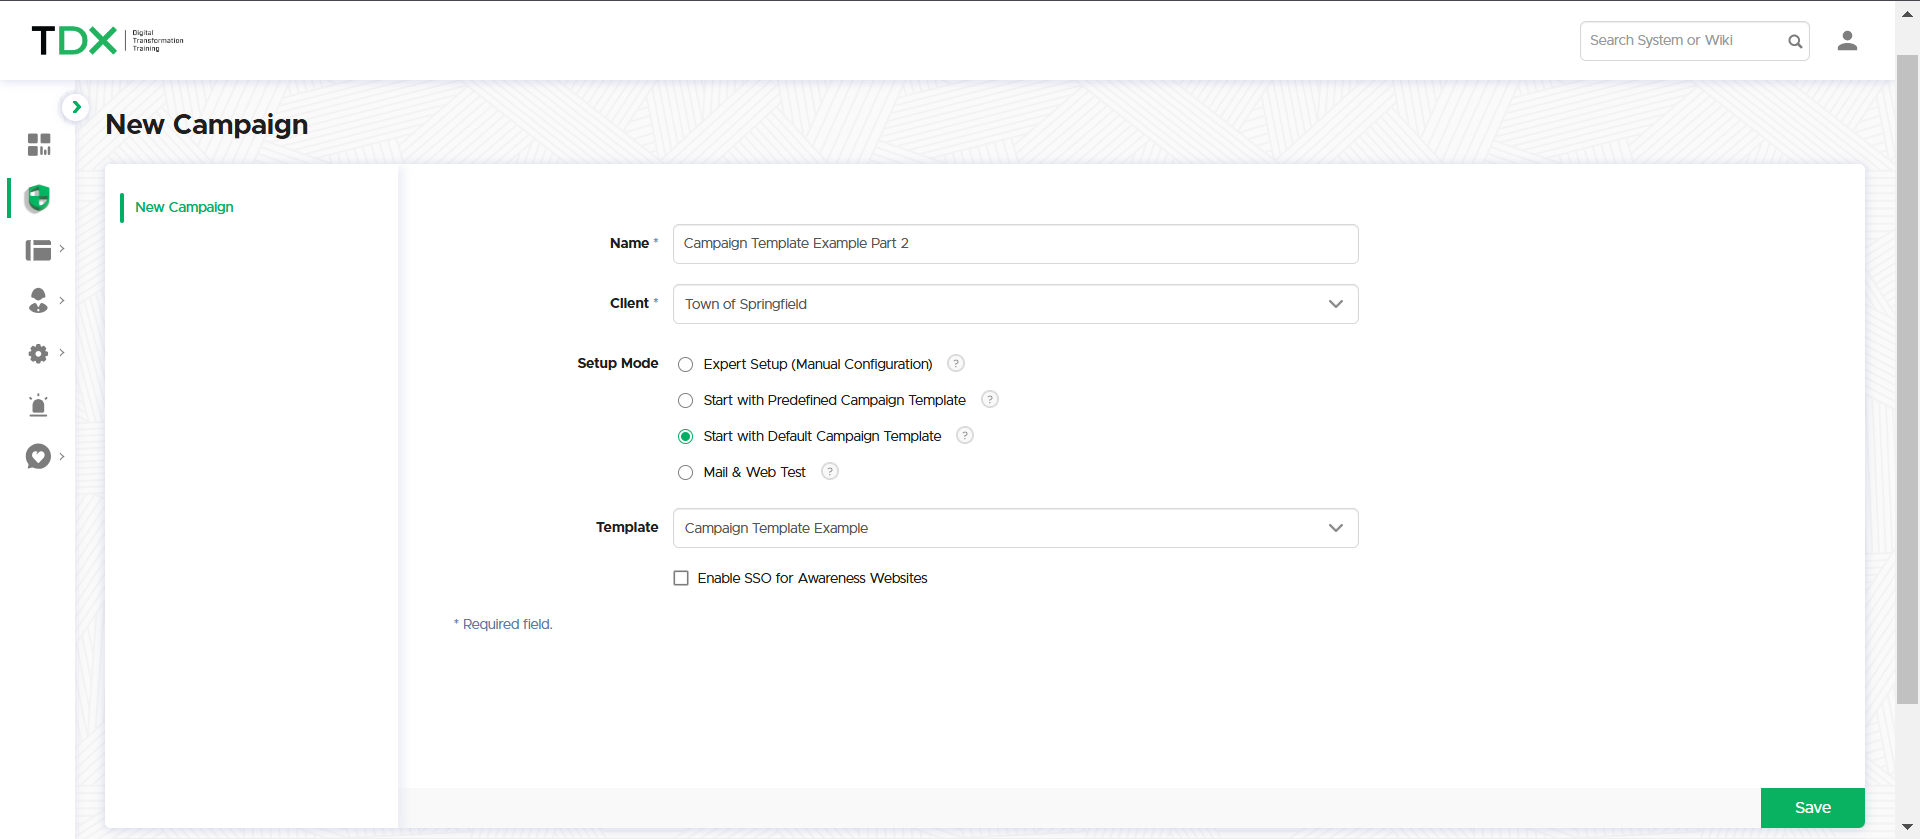 TDX
Digital
Transformation
Training
Search System or Wiki
New Campaign
New Campaign
Name *
Campaign Template Example Part 2
Client *
Town of Springfield
Setup Mode
Expert Setup (Manual Configuration) ?
Start with Predefined Campaign Template ?
Start with Default Campaign Template ?
Mail & Web Test ?
Template
Campaign Template Example
Enable SSO for Awareness Websites
* Required field.
Save